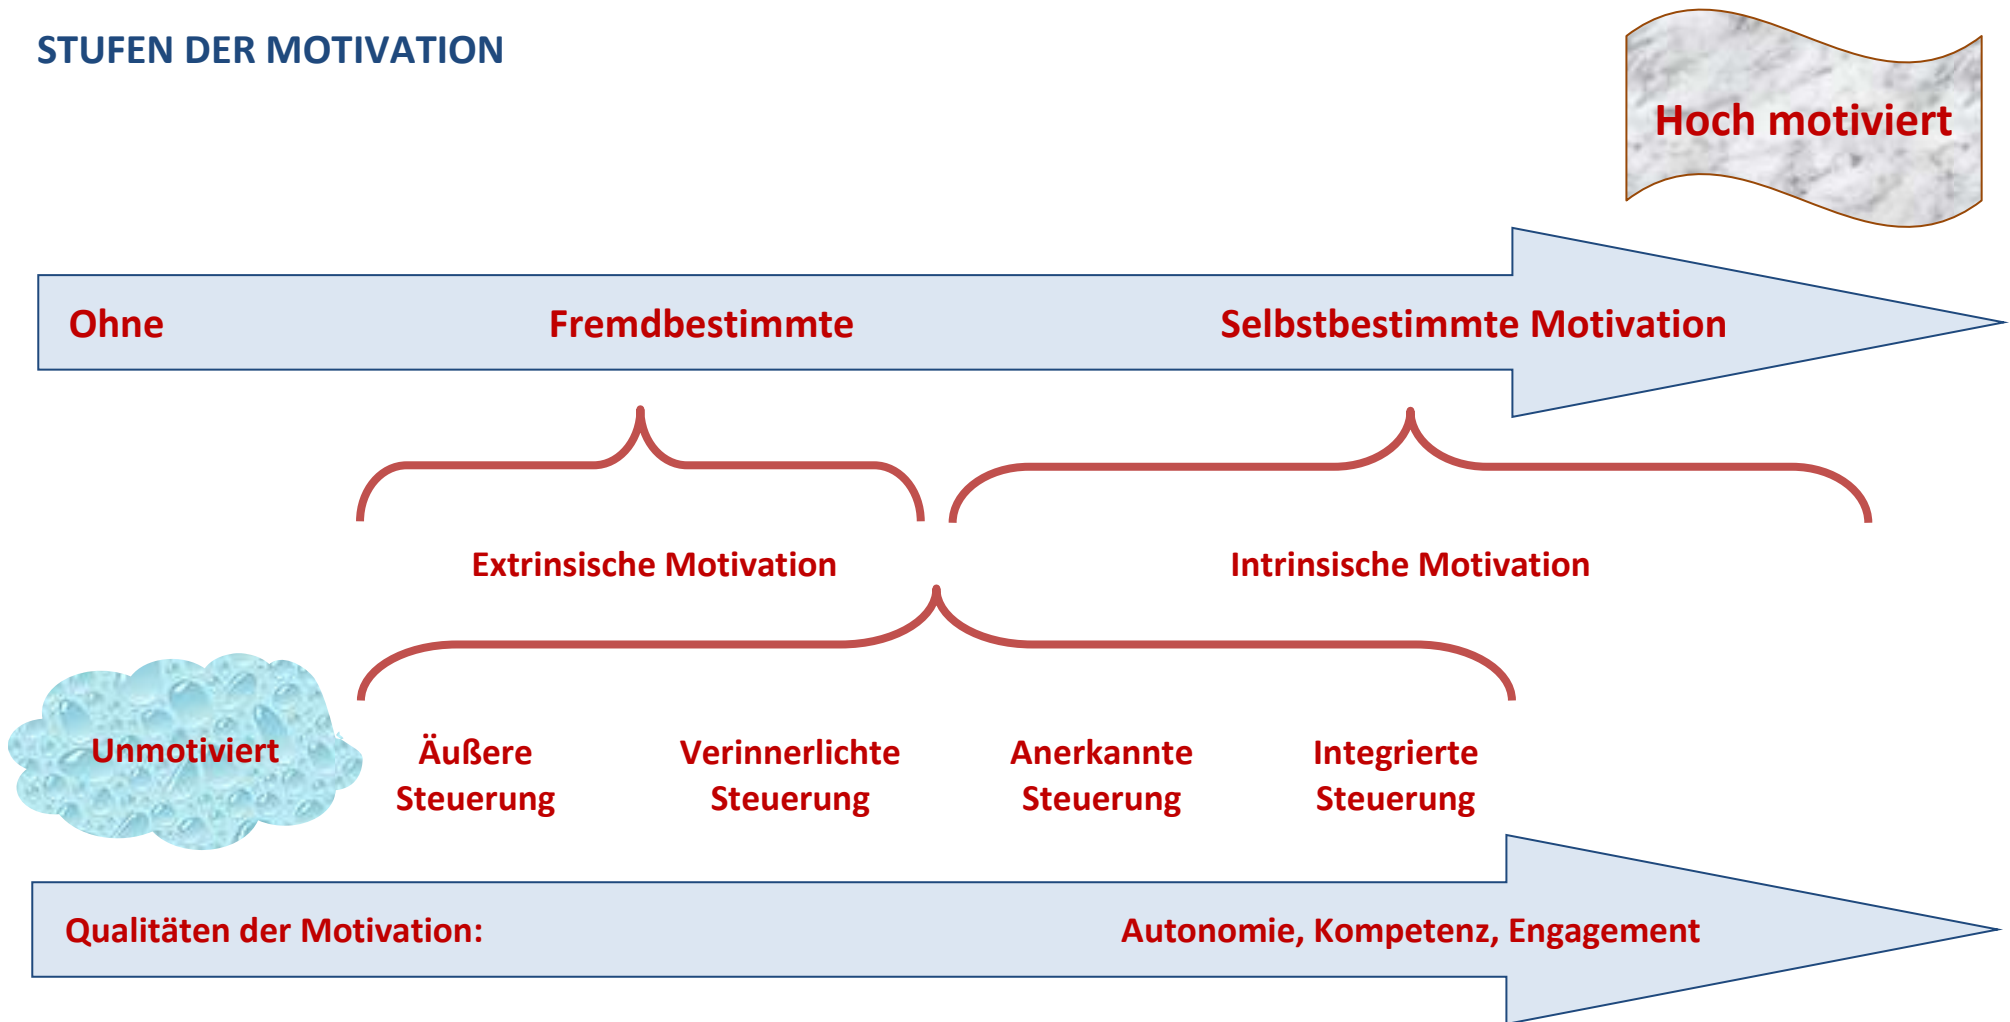 STUFEN DER MOTIVATION
Hoch motiviert
Ohne Fremdbestimmte Selbstbestimmte Motivation
Extrinsische Motivation Intrinsische Motivation
Unmotiviert
Äußere Steuerung
Verinnerlichte Steuerung
Anerkannte Steuerung
Integrierte Steuerung
Qualitäten der Motivation: Autonomie, Kompetenz, Engagement